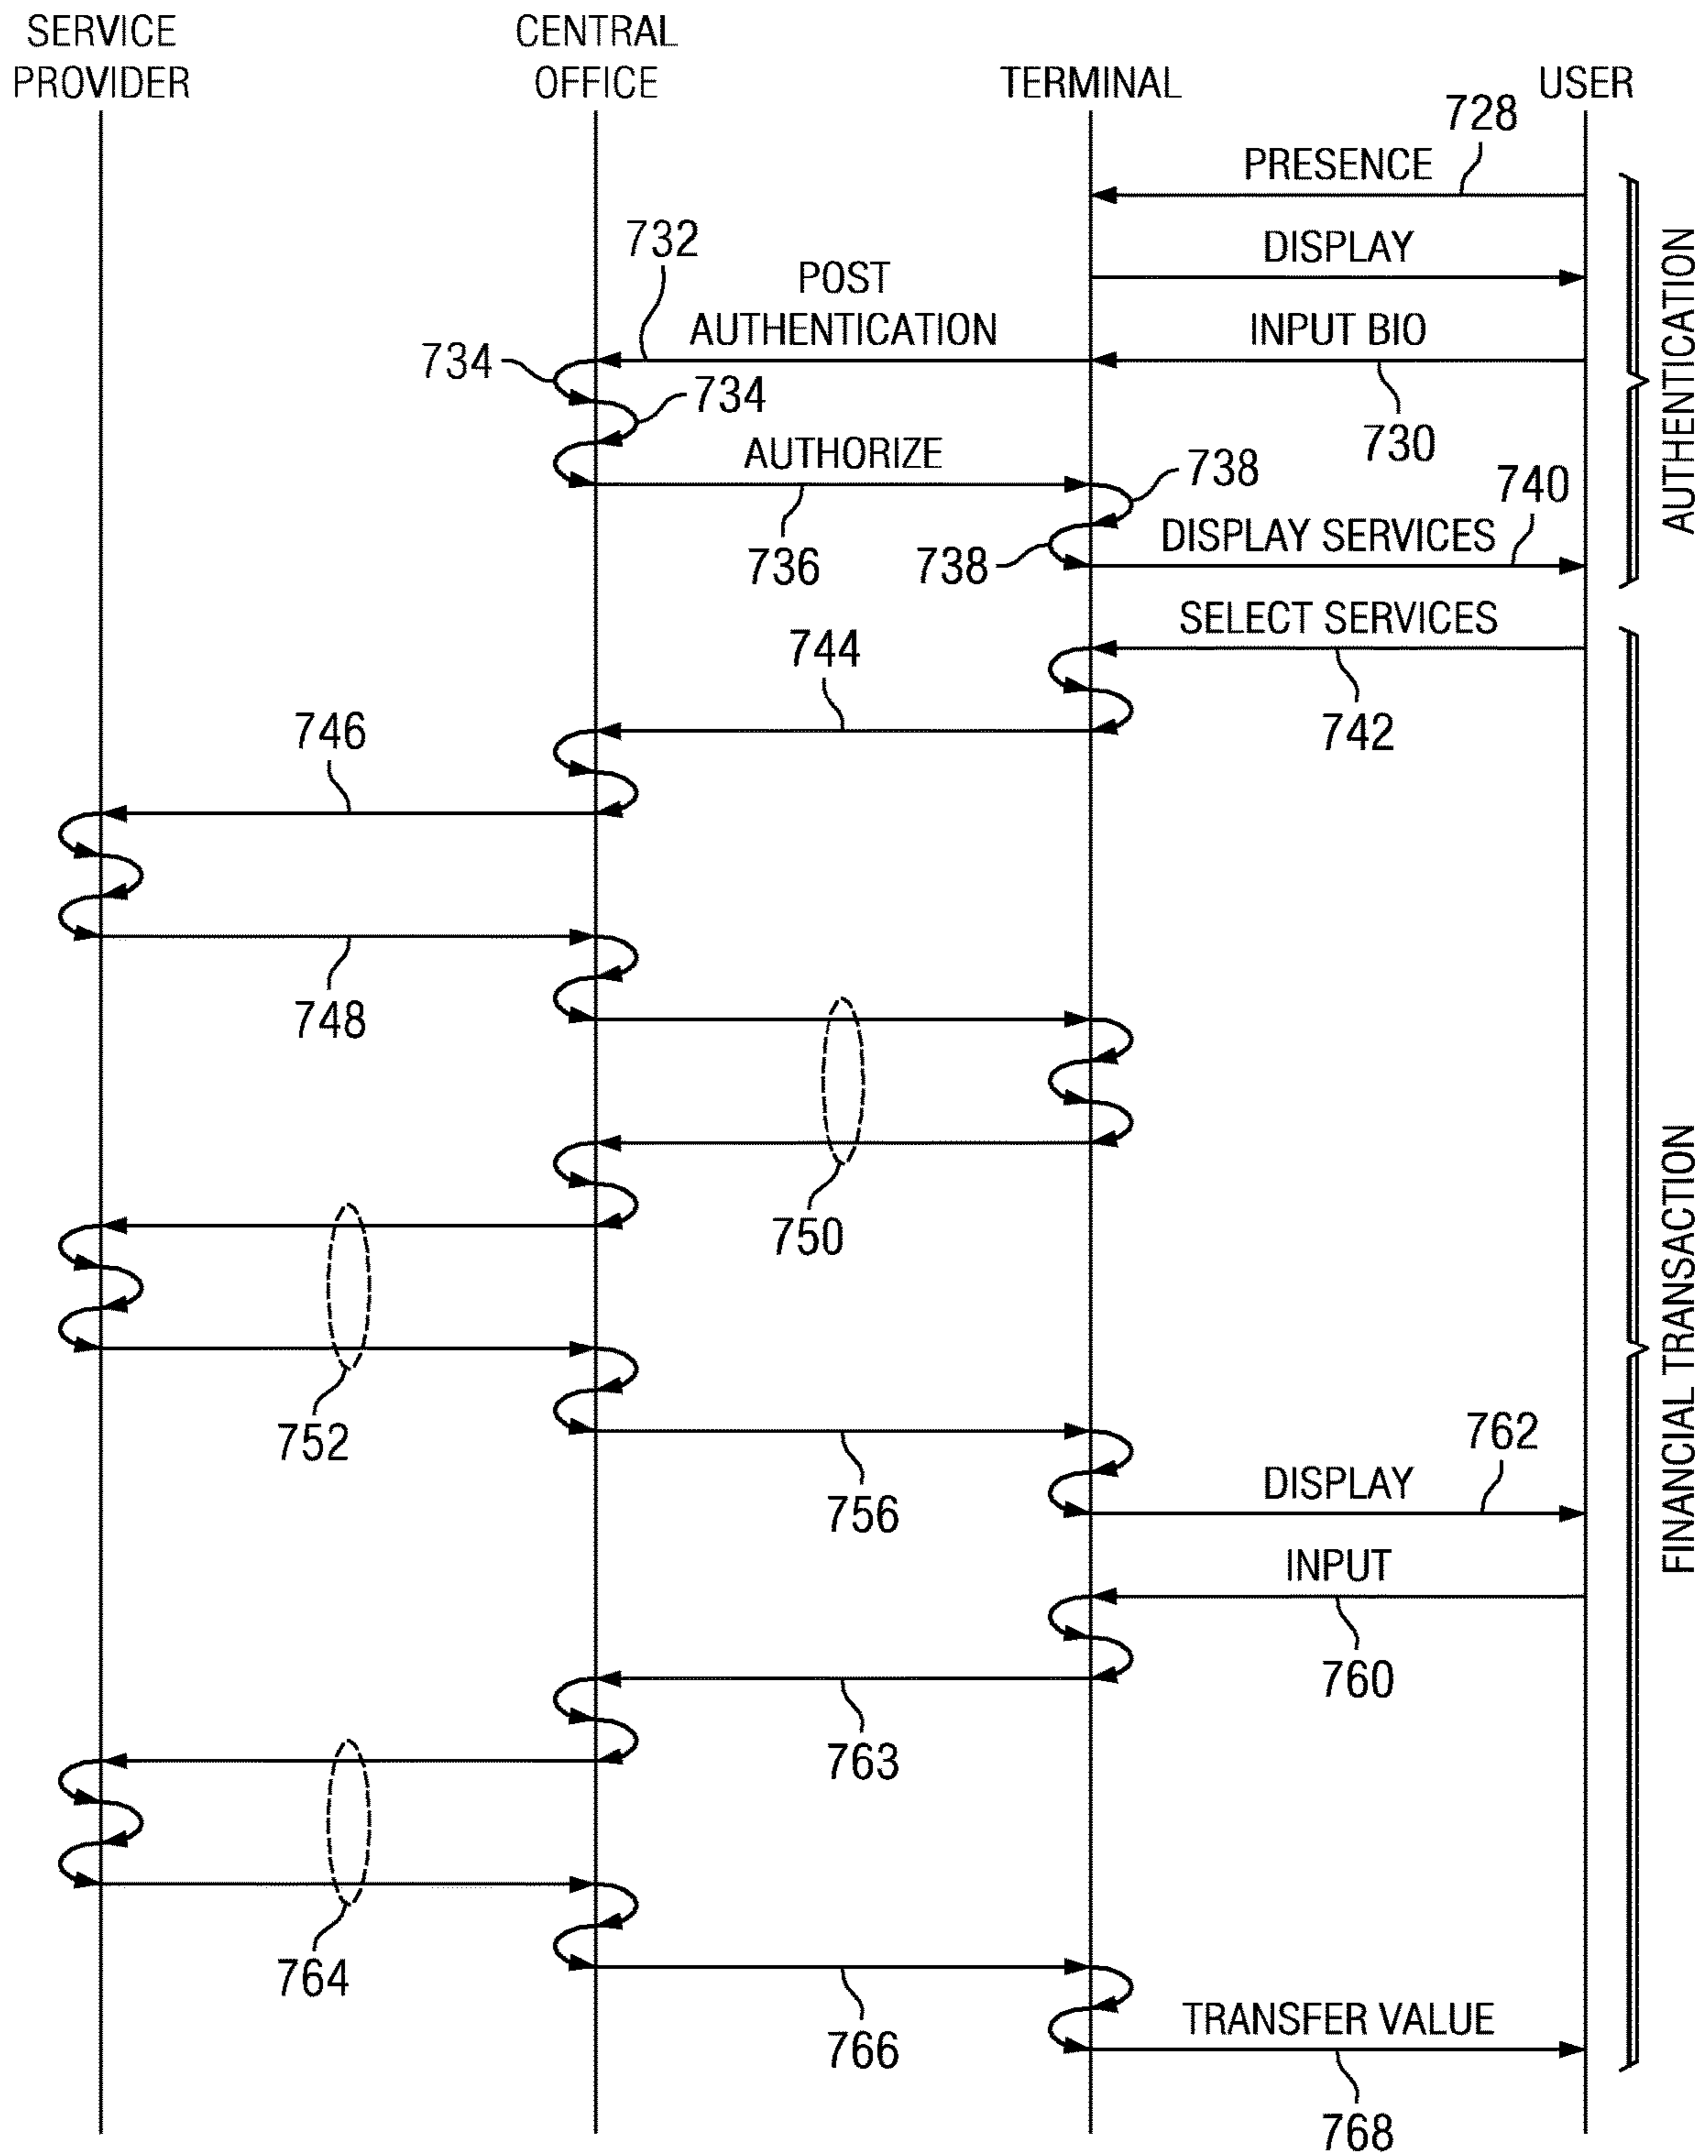 SERVICE
PROVIDER
CENTRAL
OFFICE
TERMINAL
USER
728
PRESENCE
DISPLAY
732
POST
AUTHENTICATION
INPUT BIO
734
734
730
AUTHORIZE
738
740
736
738
DISPLAY SERVICES
AUTHENTICATION
SELECT SERVICES
744
742
746
748
750
752
762
DISPLAY
756
INPUT
760
763
764
766
TRANSFER VALUE
768
FINANCIAL TRANSACTION